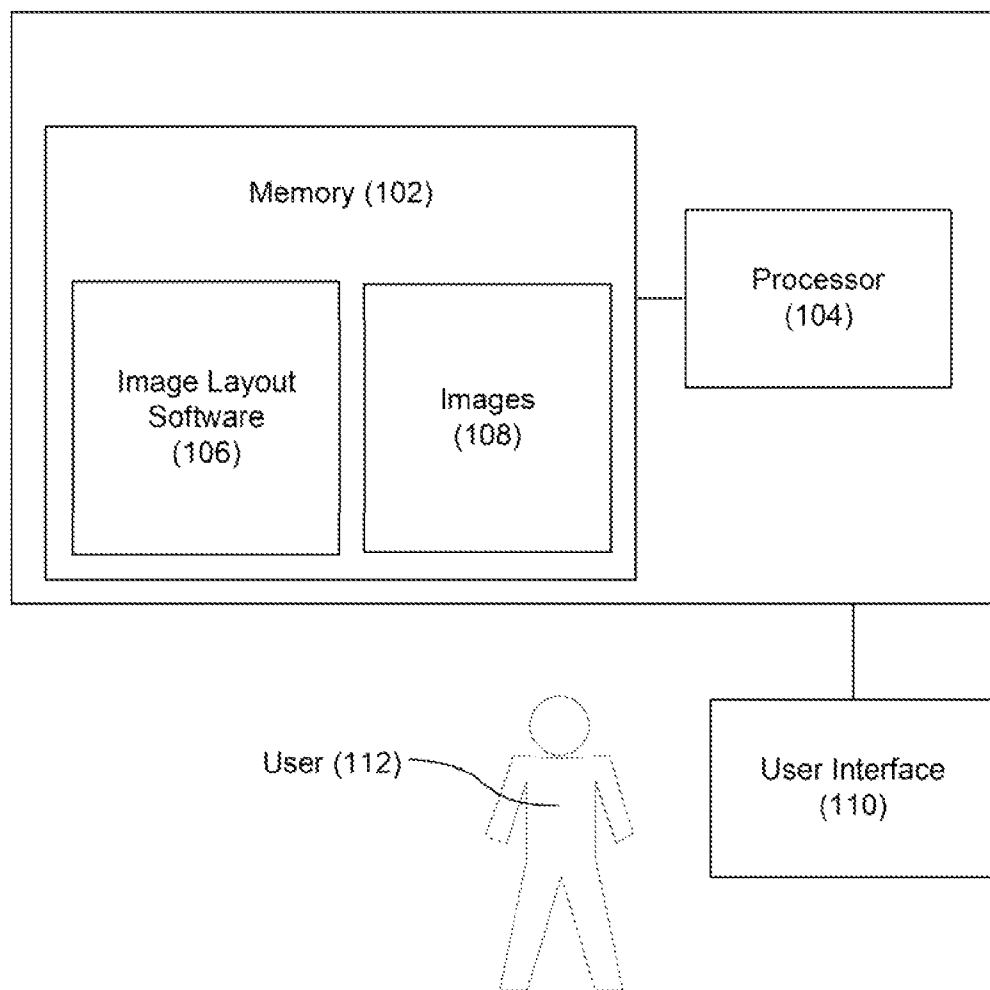 Memory (102)
Processor
(104)
Image Layout
Software
(106)
Images
(108)
User (112)
User Interface
(110)